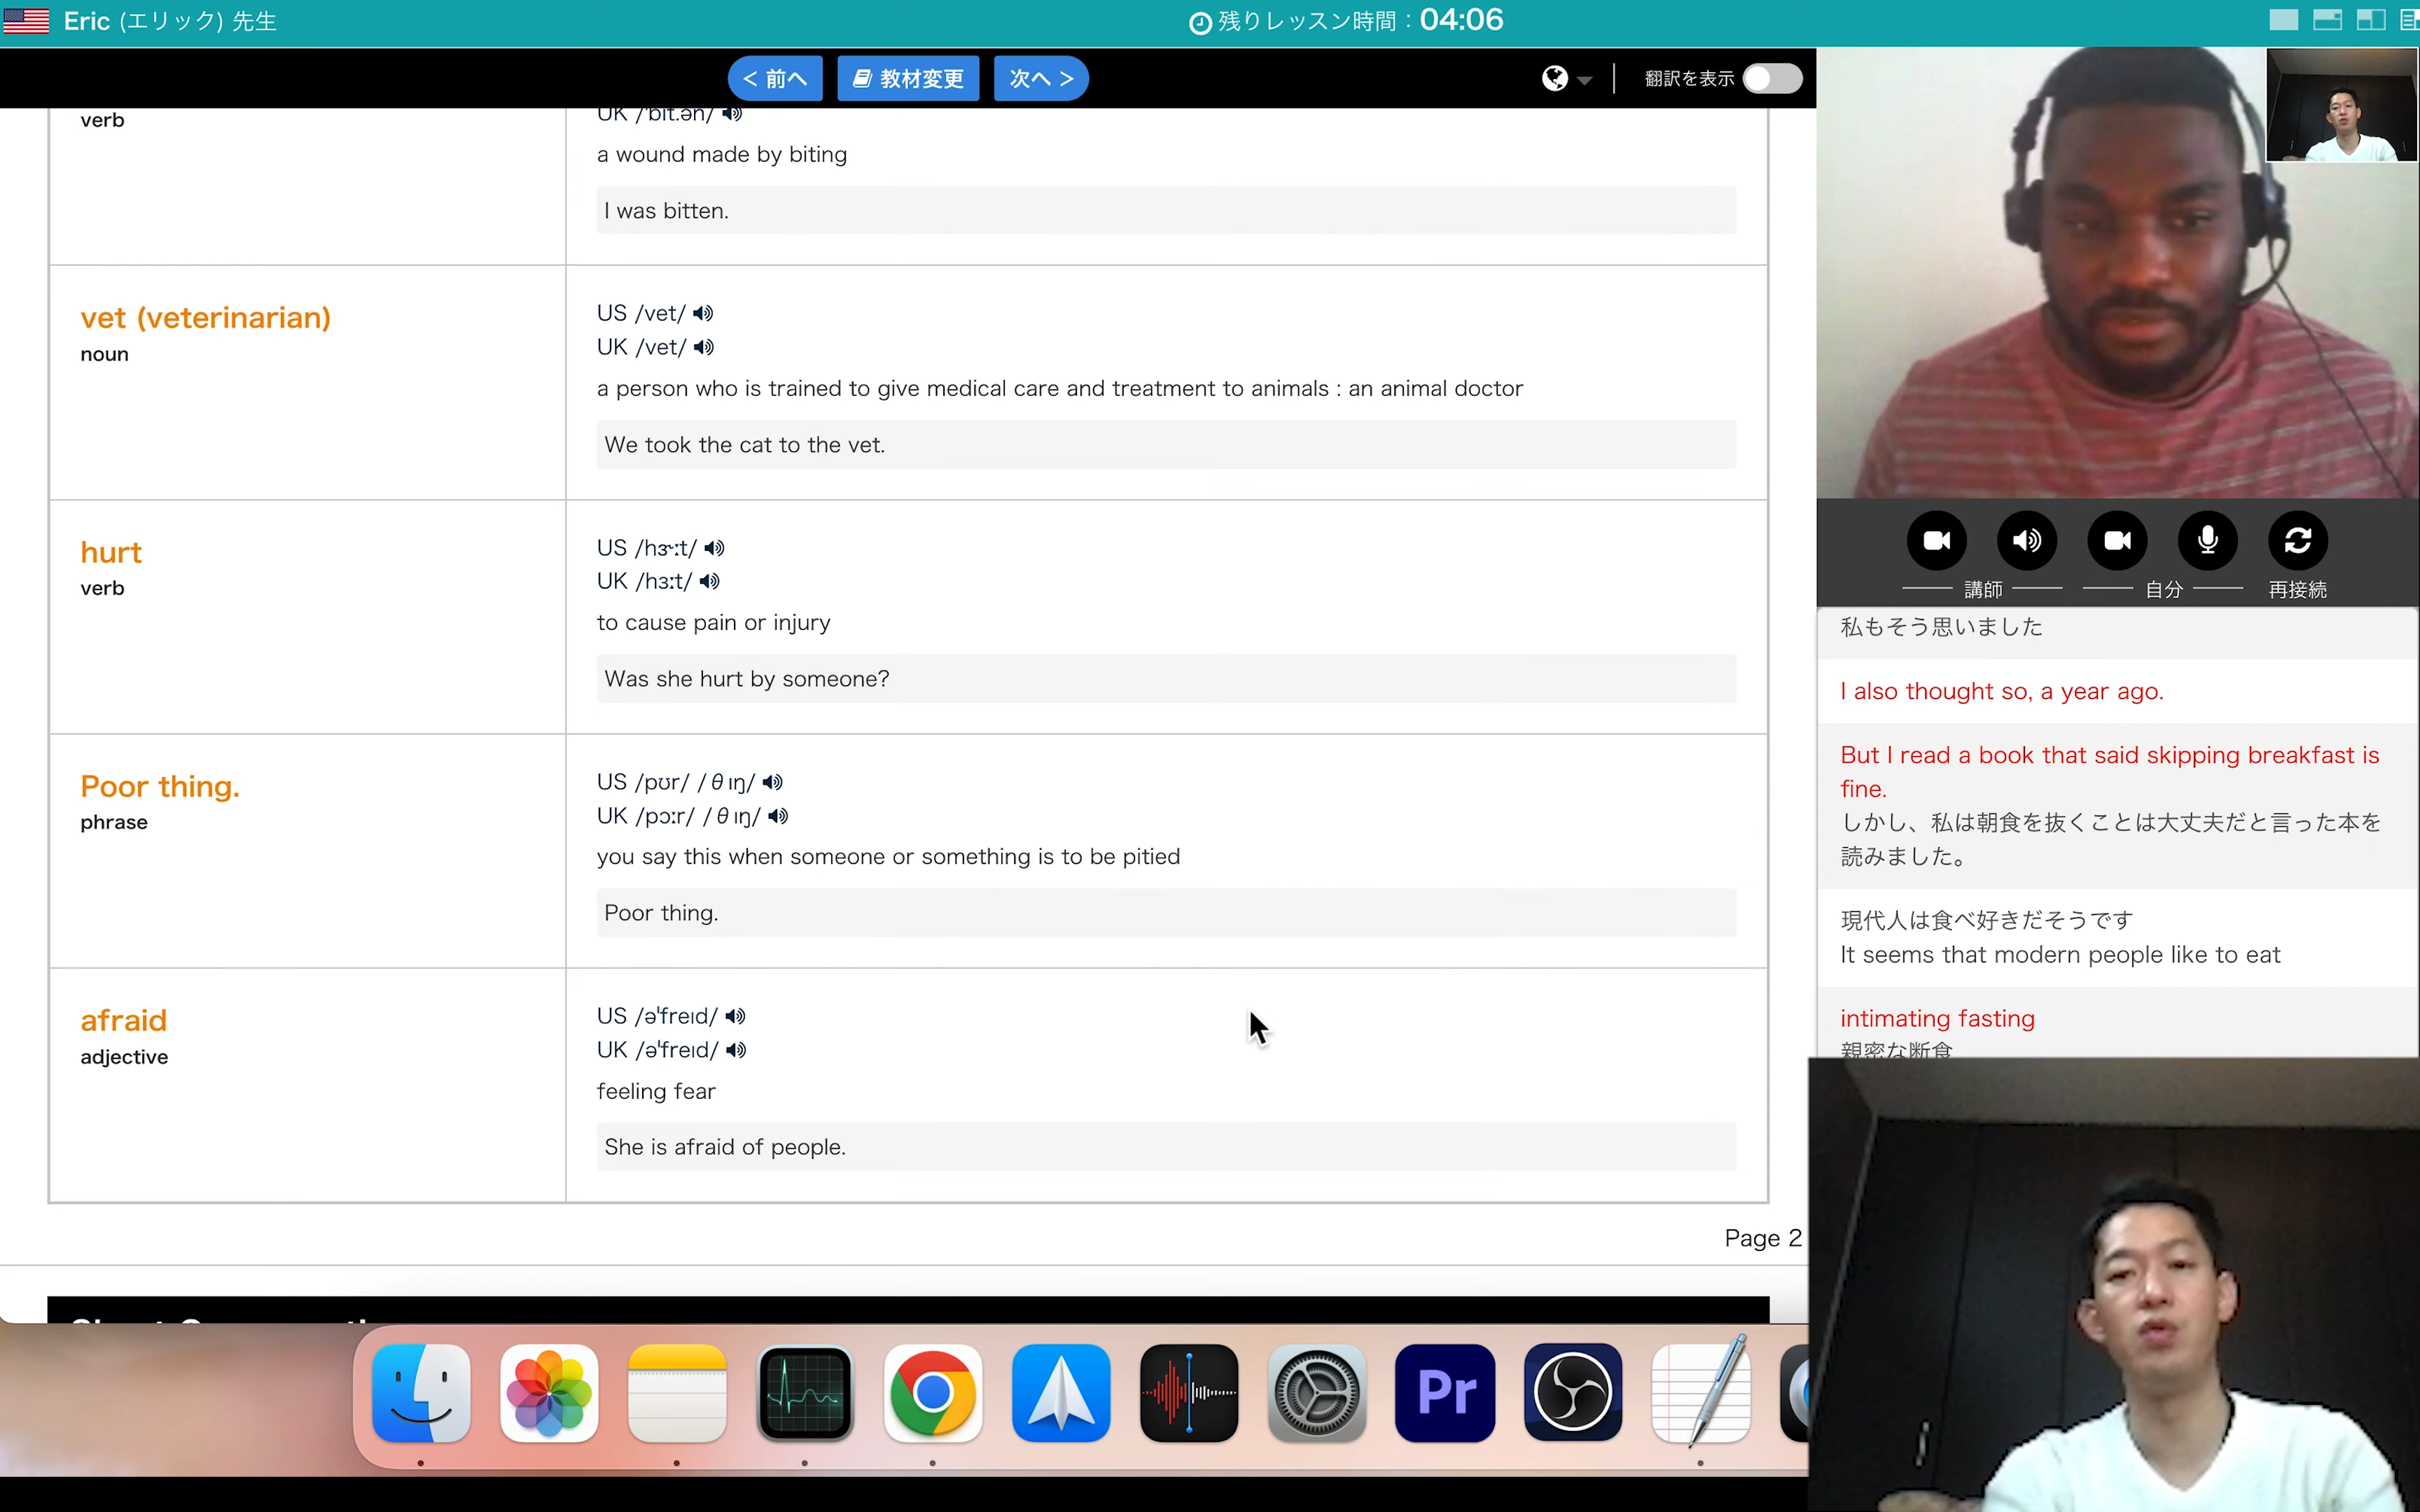 Eric (エリック) 先生
残りレッスン時間：04:06
< 前へ
教材変更
次へ >
翻訳を表示
verb
UK /ˈbɪt.ən/
a wound made by biting
I was bitten.
vet (veterinarian)
noun
US /vet/
UK /vet/
a person who is trained to give medical care and treatment to animals : an animal doctor
We took the cat to the vet.
hurt
verb
US /hɝːt/
UK /hɜːt/
to cause pain or injury
Was she hurt by someone?
Poor thing.
phrase
US /pʊr/ /θɪŋ/
UK /pɔːr/ /θɪŋ/
you say this when someone or something is to be pitied
Poor thing.
afraid
adjective
US /əˈfreɪd/
UK /əˈfreɪd/
feeling fear
She is afraid of people.
Page 2
講師
自分
再接続
私もそう思いました
I also thought so, a year ago.
But I read a book that said skipping breakfast is
fine.
しかし、私は朝食を抜くことは大丈夫だと言った本を
読みました。
現代人は食べ好きだそうです
It seems that modern people like to eat
intimating fasting
親密な断食
Pr